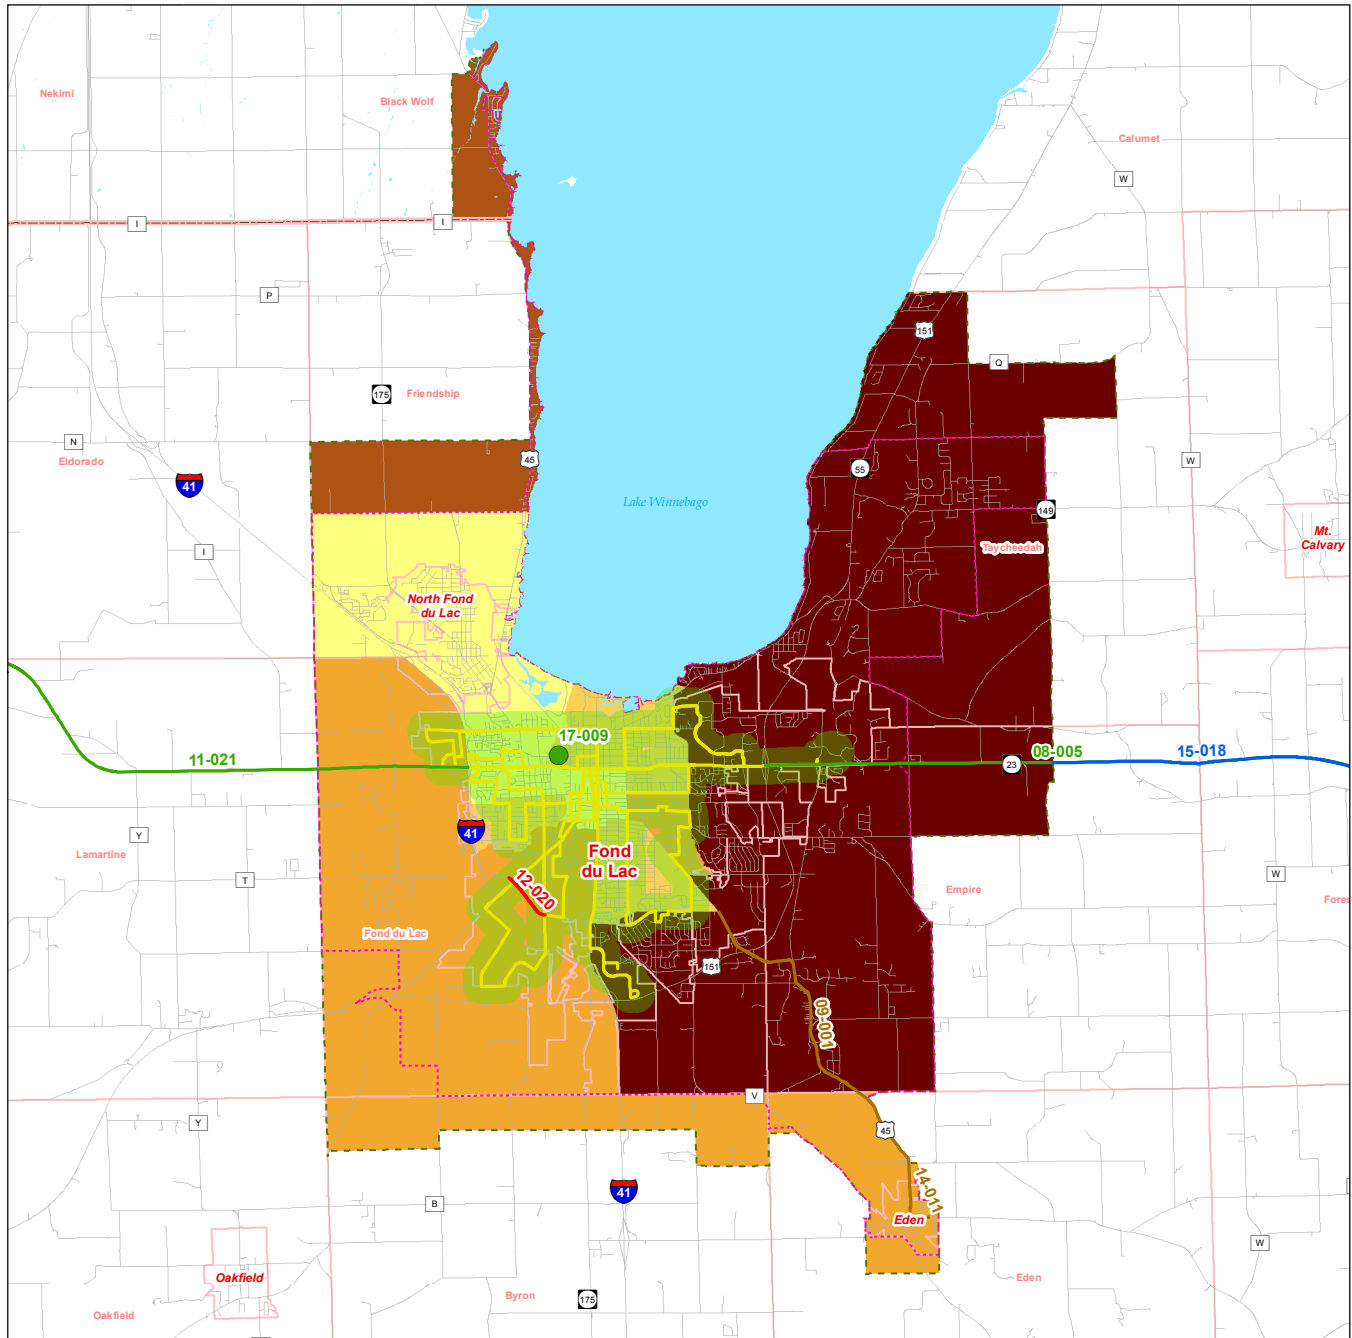 Nekimi
Black Wolf
Calumet
W
I
I
P
151
Q
175
Friendship
N
Eldorado
45
55
W
41
Lake Winnebago
149
Mt.
Calvary
I
Taycheedah
North Fond
du Lac
17-009
11-021
08-005
15-018
23
41
Y
Lamartine
Fond
du Lac
12-020
T
Empire
W
Fores
Fond du Lac
151
09-001
V
Y
45
41
14-011
B
Eden
W
Oakfield
Eden
Byron
175
Oakfield